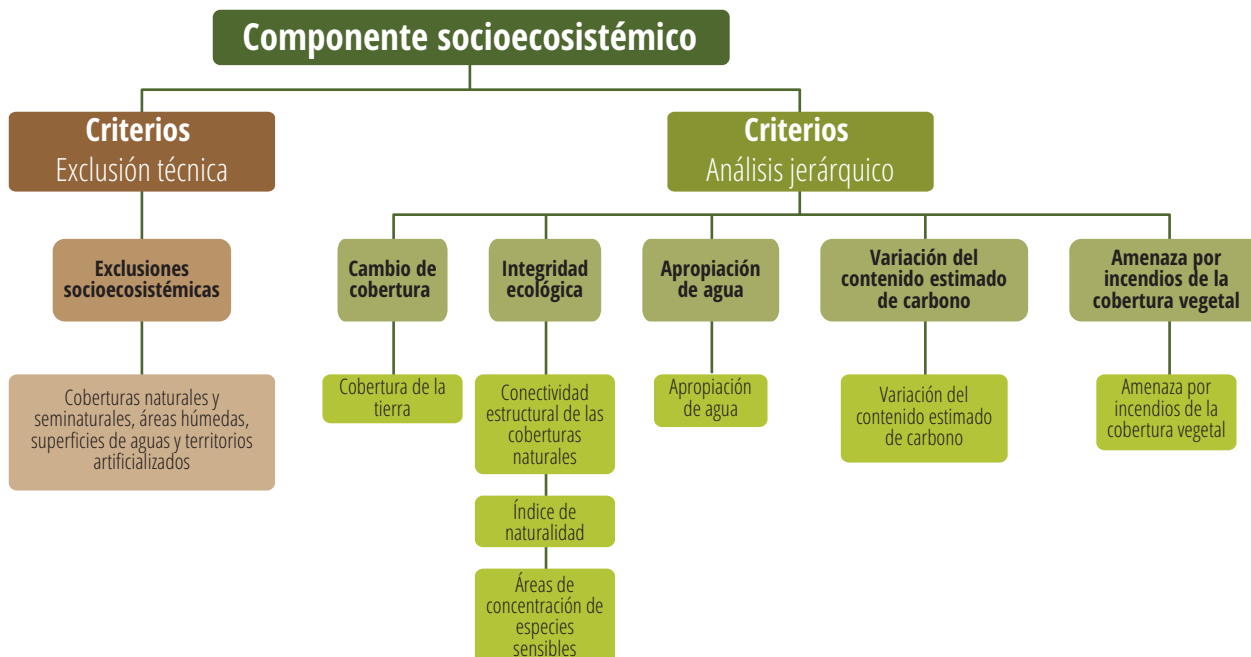 Componente socioecosistémico
Criterios
Exclusión técnica
Criterios
Análisis jerárquico
Exclusiones
socioecosistémicas
Cambio de
cobertura
Integridad
ecológica
Apropiación
de agua
Variación del
contenido estimado
de carbono
Amenaza por
incendios de la
cobertura vegetal
Coberturas naturales y
seminaturales, áreas húmedas,
superficies de aguas y territorios
artificializados
Cobertura de la
tierra
Conectividad
estructural de las
coberturas
naturales
Índice de
naturalidad
Áreas de
concentración de
especies
sensibles
Apropiación
de agua
Variación del
contenido estimado
de carbono
Amenaza por
incendios de la
cobertura vegetal